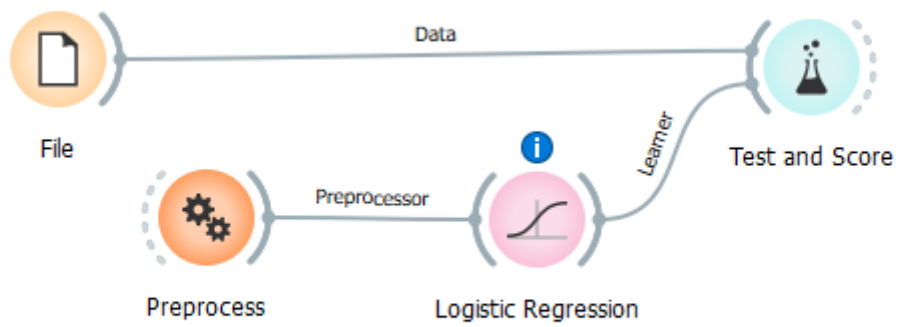 Data
File
Learner
Test and Score
Preprocessor
Preprocess
i
Logistic Regression